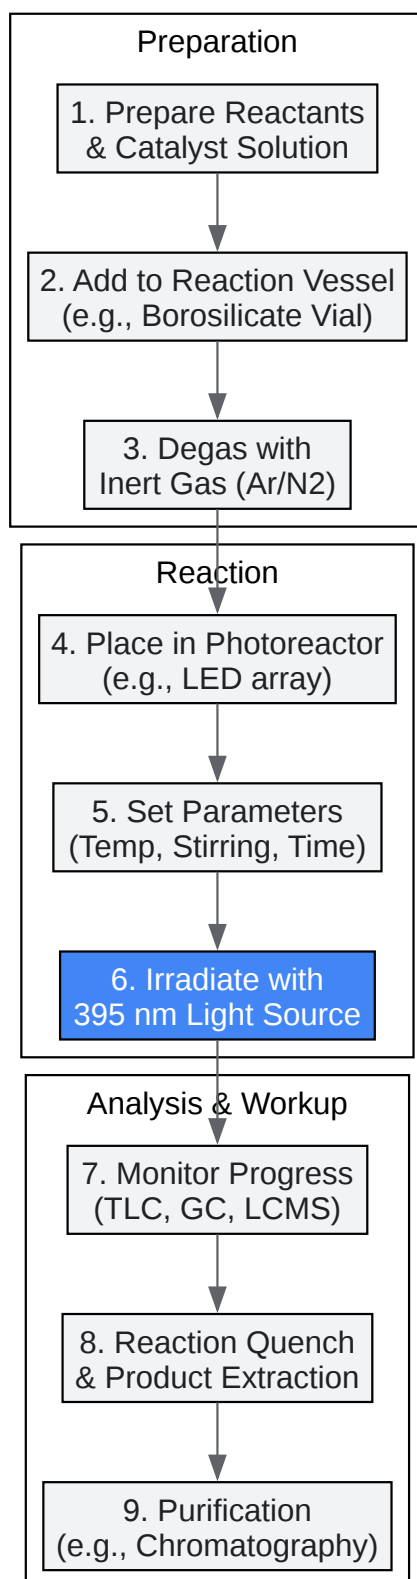 Preparation
1. Prepare Reactants
& Catalyst Solution
2. Add to Reaction Vessel
(e.g., Borosilicate Vial)
3. Degas with
Inert Gas (Ar/N2)
Reaction
4. Place in Photoreactor
(e.g., LED array)
5. Set Parameters
(Temp, Stirring, Time)
6. Irradiate with
395 nm Light Source
Analysis & Workup
7. Monitor Progress
(TLC, GC, LCMS)
8. Reaction Quench
& Product Extraction
9. Purification
(e.g., Chromatography)